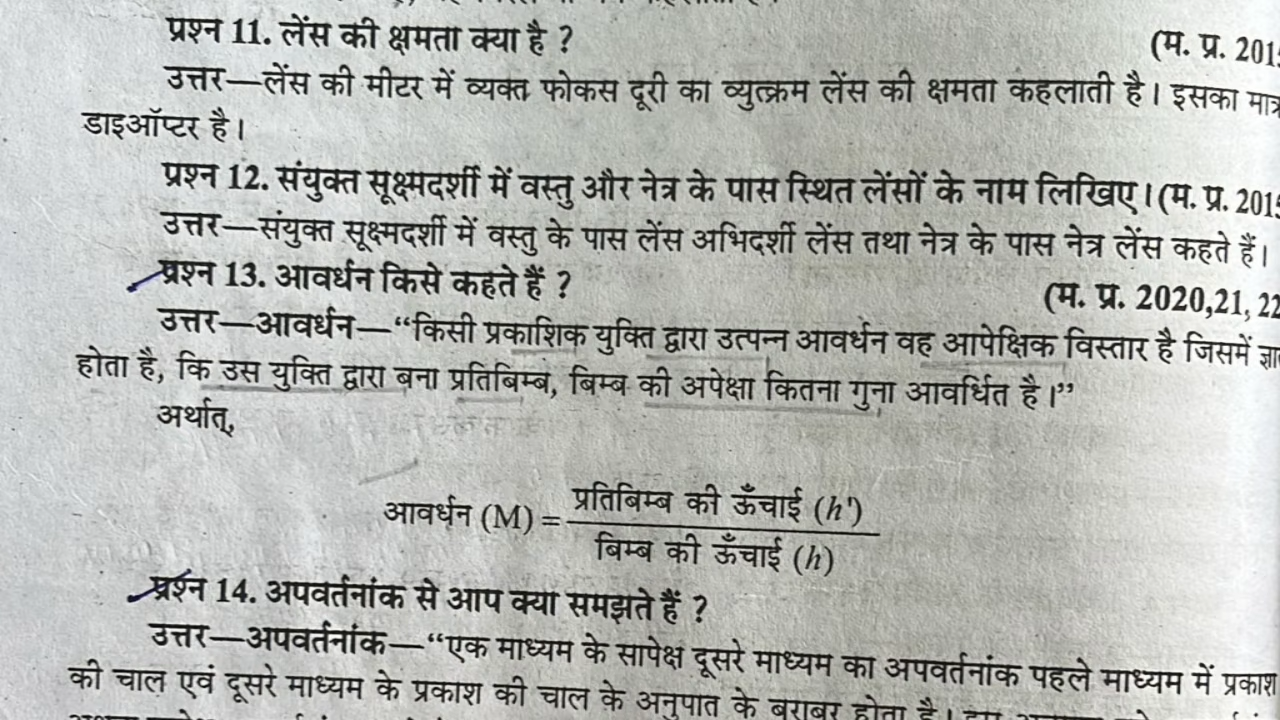 प्रश्न 11. लेंस की क्षमता क्या है ? (म. प्र. 201
उत्तर—लेंस की मीटर में व्यक्त फोकस दूरी का व्युत्क्रम लेंस की क्षमता कहलाती है। इसका मात्र
डाइऑप्टर है।
प्रश्न 12. संयुक्त सूक्ष्मदर्शी में वस्तु और नेत्र के पास स्थित लेंसों के नाम लिखिए। (म. प्र. 201
उत्तर—संयुक्त सूक्ष्मदर्शी में वस्तु के पास लेंस अभिदर्शी लेंस तथा नेत्र के पास नेत्र लेंस कहते हैं।
प्रश्न 13. आवर्धन किसे कहते हैं ? (म. प्र. 2020,21, 22
उत्तर—आवर्धन—“किसी प्रकाशिक युक्ति द्वारा उत्पन्न आवर्धन वह आपेक्षिक विस्तार है जिसमें
होता है, कि उस युक्ति द्वारा बना प्रतिबिम्ब, बिम्ब की अपेक्षा कितना गुना आवर्धित है।”
अर्थात्,
आवर्धन (M) = प्रतिबिम्ब की ऊँचाई (h')
बिम्ब की ऊँचाई (h)
प्रश्न 14. अपवर्तनांक से आप क्या समझते हैं ?
उत्तर—अपवर्तनांक—“एक माध्यम के सापेक्ष दूसरे माध्यम का अपवर्तनांक पहले माध्यम में प्रकाश
की चाल एवं दूसरे माध्यम के प्रकाश की चाल के अनुपात के बराबर होता है।